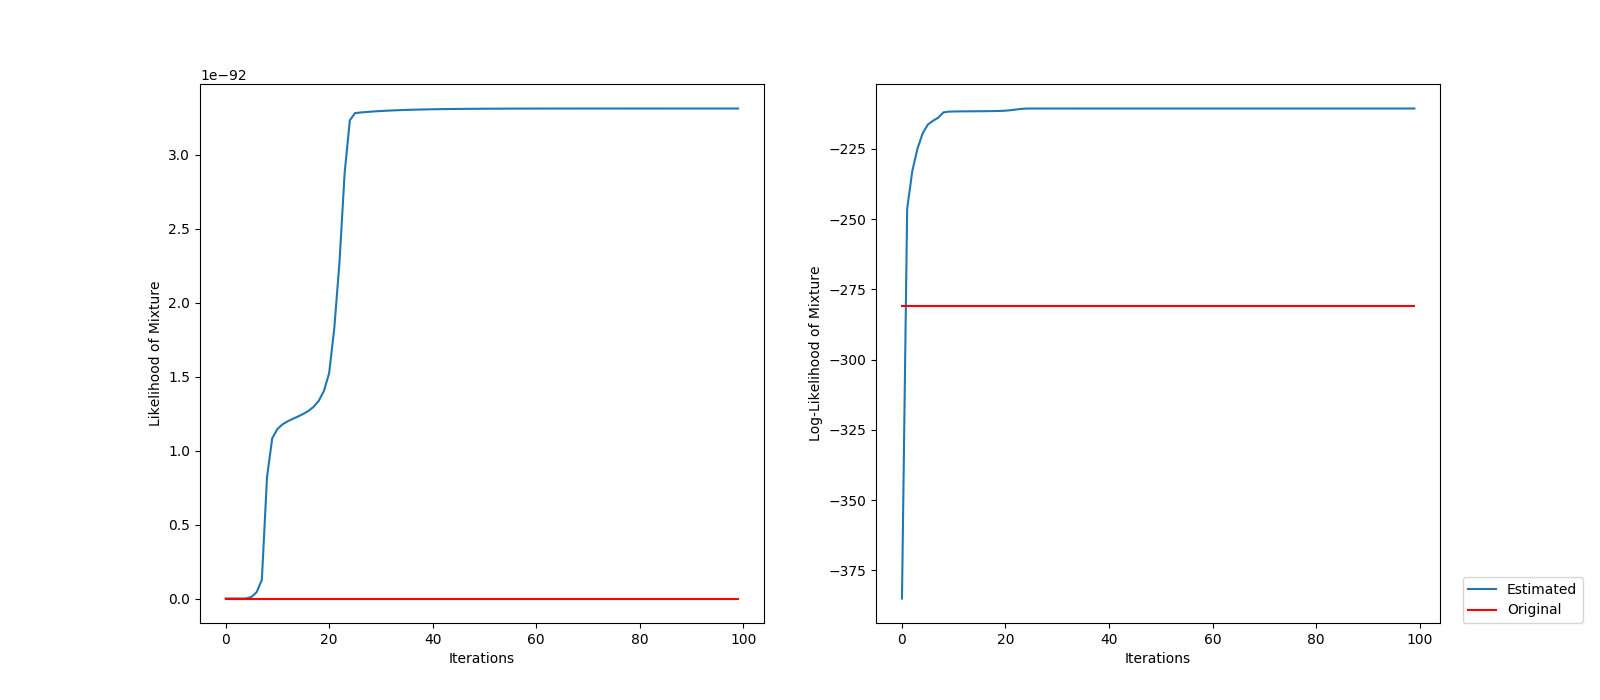 1e−92
3.0
2.5
2.0
1.5
1.0
0.5
0.0
Likelihood of Mixture
0 20 40 60 80 100
Iterations
−225
−250
−275
−300
−325
−350
−375
Log-Likelihood of Mixture
0 20 40 60 80 100
Iterations
Estimated
Original